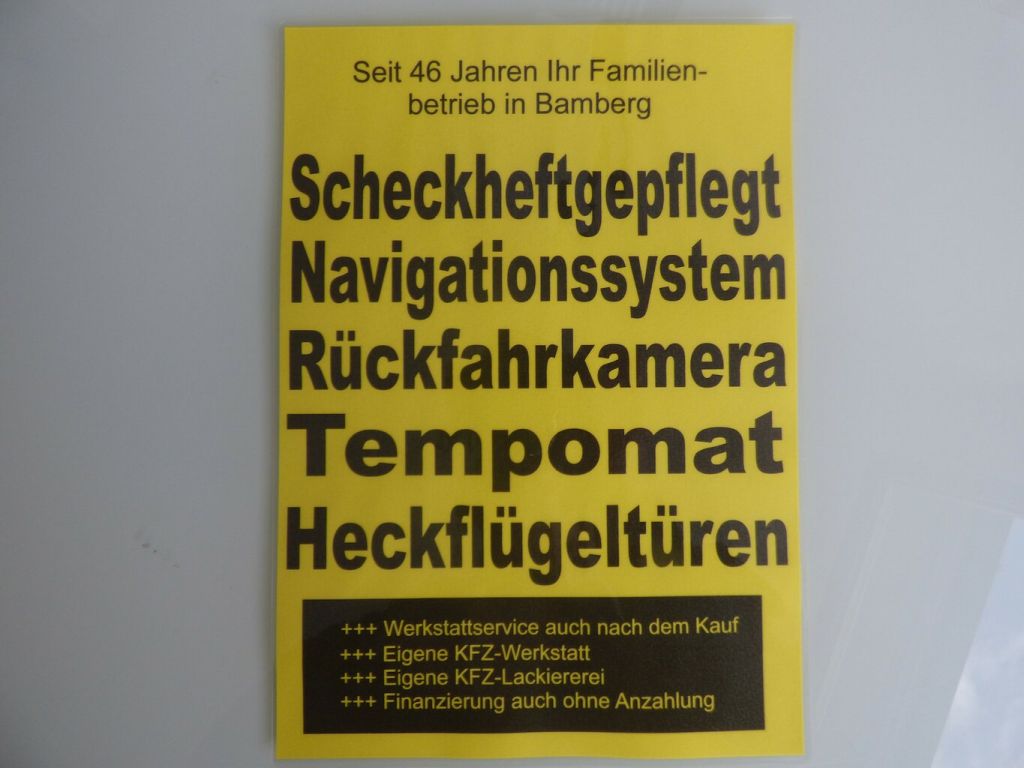 Seit 46 Jahren Ihr Familien-
betrieb in Bamberg
Scheckheftgepflegt
Navigationssystem
Rückfahrkamera
Tempomat
Heckflügeltüren
+++ Werkstattservice auch nach dem Kauf
+++ Eigene KFZ-Werkstatt
+++ Eigene KFZ-Lackiererei
+++ Finanzierung auch ohne Anzahlung